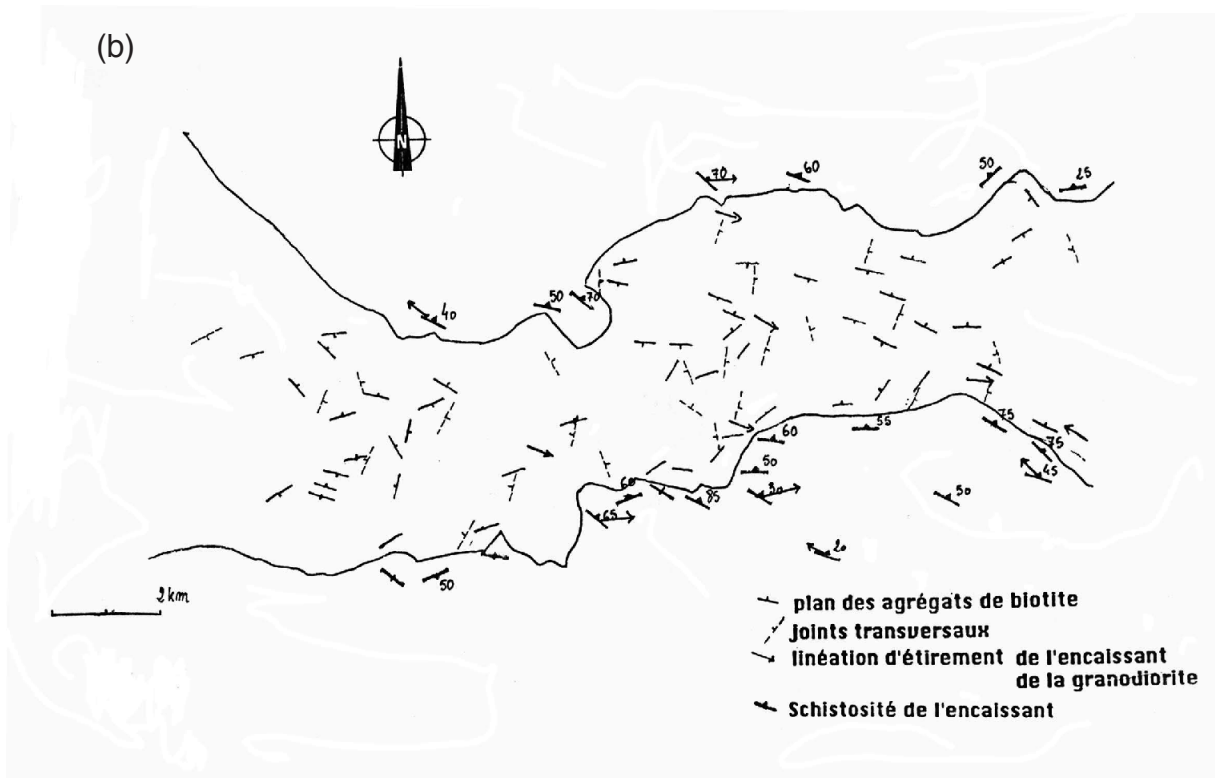 (b)
N
70
60
50
25
50
70
40
60
55
75
75
45
50
60
85
30
50
65
20
50
2 km
plan des agrégats de biotite
joints transversaux
linéation d'étirement de l'encaissant
de la granodiorite
Schistosité de l'encaissant